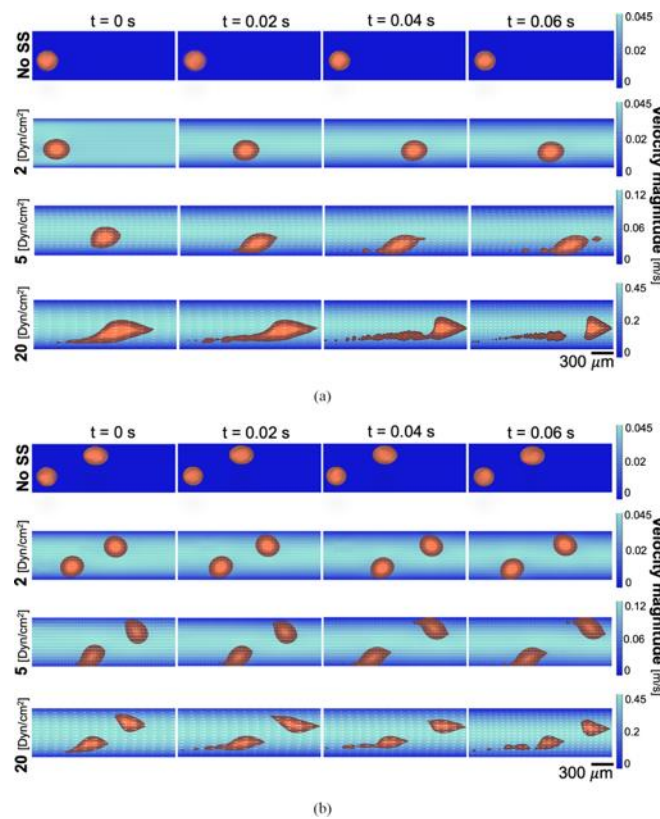 t = 0 s t = 0.02 s t = 0.04 s t = 0.06 s
No SS
0.045
0.02
0
2 [Dyn/cm²]
0.045
0.02
0
5 [Dyn/cm²]
0.12
0.06
0
20 [Dyn/cm²]
0.45
0.2
0
Velocity magnitude [m/s]
300 μm
(a)
t = 0 s t = 0.02 s t = 0.04 s t = 0.06 s
No SS
0.045
0.02
0
2 [Dyn/cm²]
0.045
0.02
0
5 [Dyn/cm²]
0.12
0.06
0
20 [Dyn/cm²]
0.45
0.2
0
Velocity magnitude [m/s]
300 μm
(b)